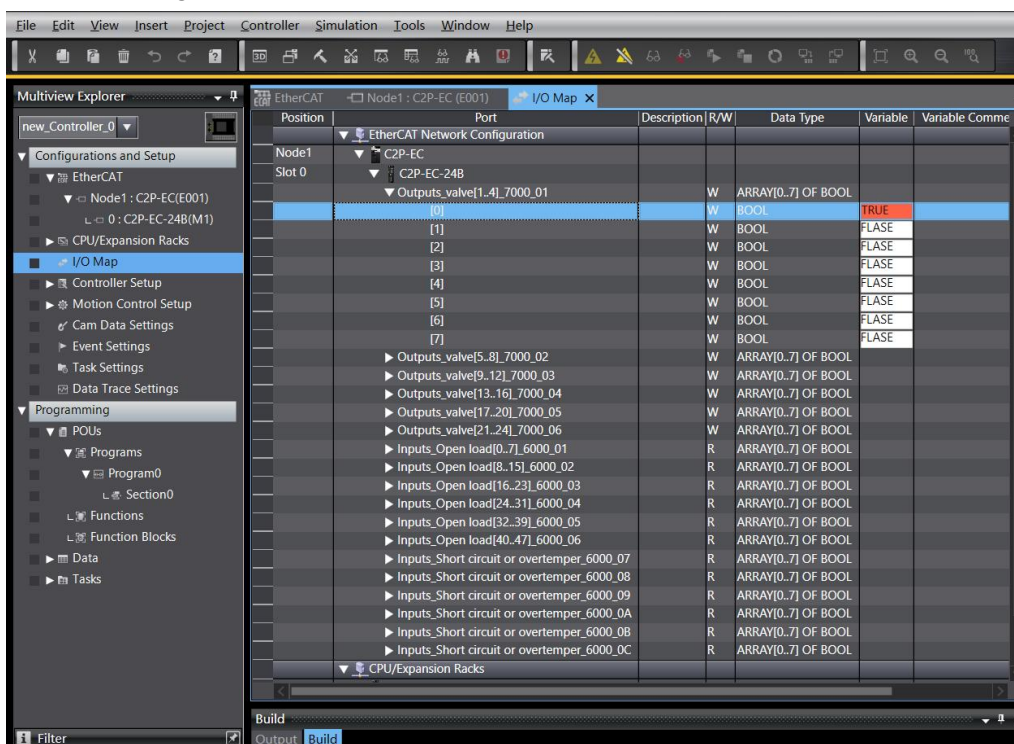 File Edit View Insert Project Controller Simulation Tools Window Help
Multiview Explorer
new_Controller_0
Configurations and Setup
EtherCAT
Node1 : C2P-EC(E001)
0 : C2P-EC-24B(M1)
CPU/Expansion Racks
I/O Map
Controller Setup
Motion Control Setup
Cam Data Settings
Event Settings
Task Settings
Data Trace Settings
Programming
POUs
Programs
Program0
Section0
Functions
Function Blocks
Data
Tasks
Filter
EtherCAT Node1 : C2P-EC (E001) I/O Map
Position Port Description R/W Data Type Variable Variable Comme
EtherCAT Network Configuration
Node1 C2P-EC
Slot 0 C2P-EC-24B
Outputs_valve[1..4]_7000_01 W ARRAY[0..7] OF BOOL
[0] W BOOL TRUE
[1] W BOOL FLASE
[2] W BOOL FLASE
[3] W BOOL FLASE
[4] W BOOL FLASE
[5] W BOOL FLASE
[6] W BOOL FLASE
[7] W BOOL FLASE
Outputs_valve[5..8]_7000_02 W ARRAY[0..7] OF BOOL
Outputs_valve[9..12]_7000_03 W ARRAY[0..7] OF BOOL
Outputs_valve[13..16]_7000_04 W ARRAY[0..7] OF BOOL
Outputs_valve[17..20]_7000_05 W ARRAY[0..7] OF BOOL
Outputs_valve[21..24]_7000_06 W ARRAY[0..7] OF BOOL
Inputs_Open load[0..7]_6000_01 R ARRAY[0..7] OF BOOL
Inputs_Open load[8..15]_6000_02 R ARRAY[0..7] OF BOOL
Inputs_Open load[16..23]_6000_03 R ARRAY[0..7] OF BOOL
Inputs_Open load[24..31]_6000_04 R ARRAY[0..7] OF BOOL
Inputs_Open load[32..39]_6000_05 R ARRAY[0..7] OF BOOL
Inputs_Open load[40..47]_6000_06 R ARRAY[0..7] OF BOOL
Inputs_Short circuit or overtemper_6000_07 R ARRAY[0..7] OF BOOL
Inputs_Short circuit or overtemper_6000_08 R ARRAY[0..7] OF BOOL
Inputs_Short circuit or overtemper_6000_09 R ARRAY[0..7] OF BOOL
Inputs_Short circuit or overtemper_6000_0A R ARRAY[0..7] OF BOOL
Inputs_Short circuit or overtemper_6000_0B R ARRAY[0..7] OF BOOL
Inputs_Short circuit or overtemper_6000_0C R ARRAY[0..7] OF BOOL
CPU/Expansion Racks
Build
Output Build